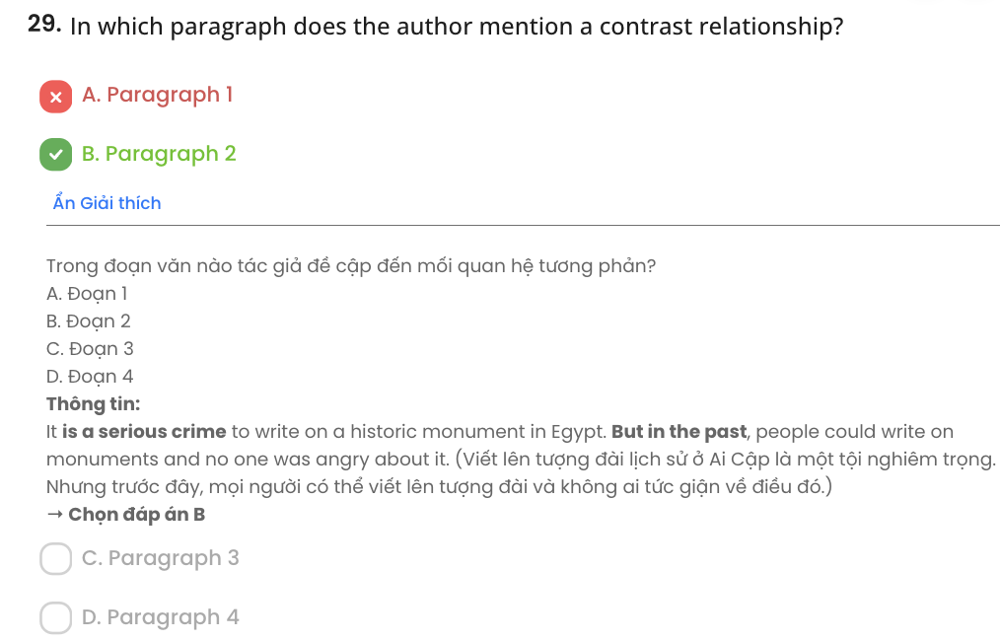 29. In which paragraph does the author mention a contrast relationship?
A. Paragraph 1
B. Paragraph 2
Ẩn Giải thích
Trong đoạn văn nào tác giả đề cập đến mối quan hệ tương phản?
A. Đoạn 1
B. Đoạn 2
C. Đoạn 3
D. Đoạn 4
Thông tin:
It is a serious crime to write on a historic monument in Egypt. But in the past, people could write on
monuments and no one was angry about it. (Viết lên tượng đài lịch sử ở Ai Cập là một tội nghiêm trọng.
Nhưng trước đây, mọi người có thể viết lên tượng đài và không ai tức giận về điều đó.)
→ Chọn đáp án B
C. Paragraph 3
D. Paragraph 4